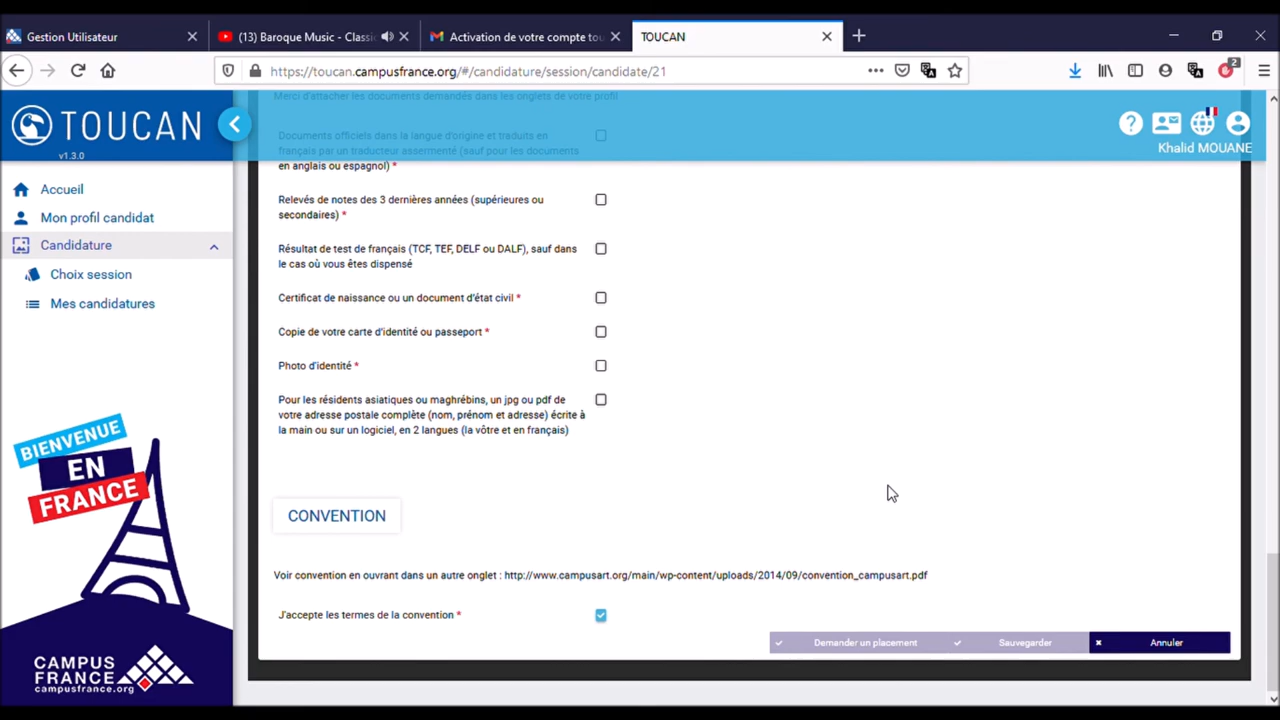 Gestion Utilisateur
(13) Baroque Music - Classic
Activation de votre compte tou
TOUCAN
https://toucan.campusfrance.org/#/candidature/session/candidate/21
2
TOUCAN
v1.3.0
Khalid MOUANE
Accueil
Mon profil candidat
Candidature
Choix session
Mes candidatures
BIENVENUE
EN
FRANCE
CAMPUS
FRANCE
campusfrance.org
Merci d'attacher les documents demandés dans les onglets de votre profil
Documents officiels dans la langue d'origine et traduits en
français par un traducteur assermenté (sauf pour les documents
en anglais ou espagnol) *
Relevés de notes des 3 dernières années (supérieures ou
secondaires) *
Résultat de test de français (TCF, TEF, DELF ou DALF), sauf dans
le cas où vous êtes dispensé
Certificat de naissance ou un document d'état civil *
Copie de votre carte d'identité ou passeport *
Photo d'identité *
Pour les résidents asiatiques ou maghrébins, un jpg ou pdf de
votre adresse postale complète (nom, prénom et adresse) écrite à
la main ou sur un logiciel, en 2 langues (la vôtre et en français)
CONVENTION
Voir convention en ouvrant dans un autre onglet : http://www.campusart.org/main/wp-content/uploads/2014/09/convention_campusart.pdf
J'accepte les termes de la convention *
Demander un placement
Sauvegarder
Annuler